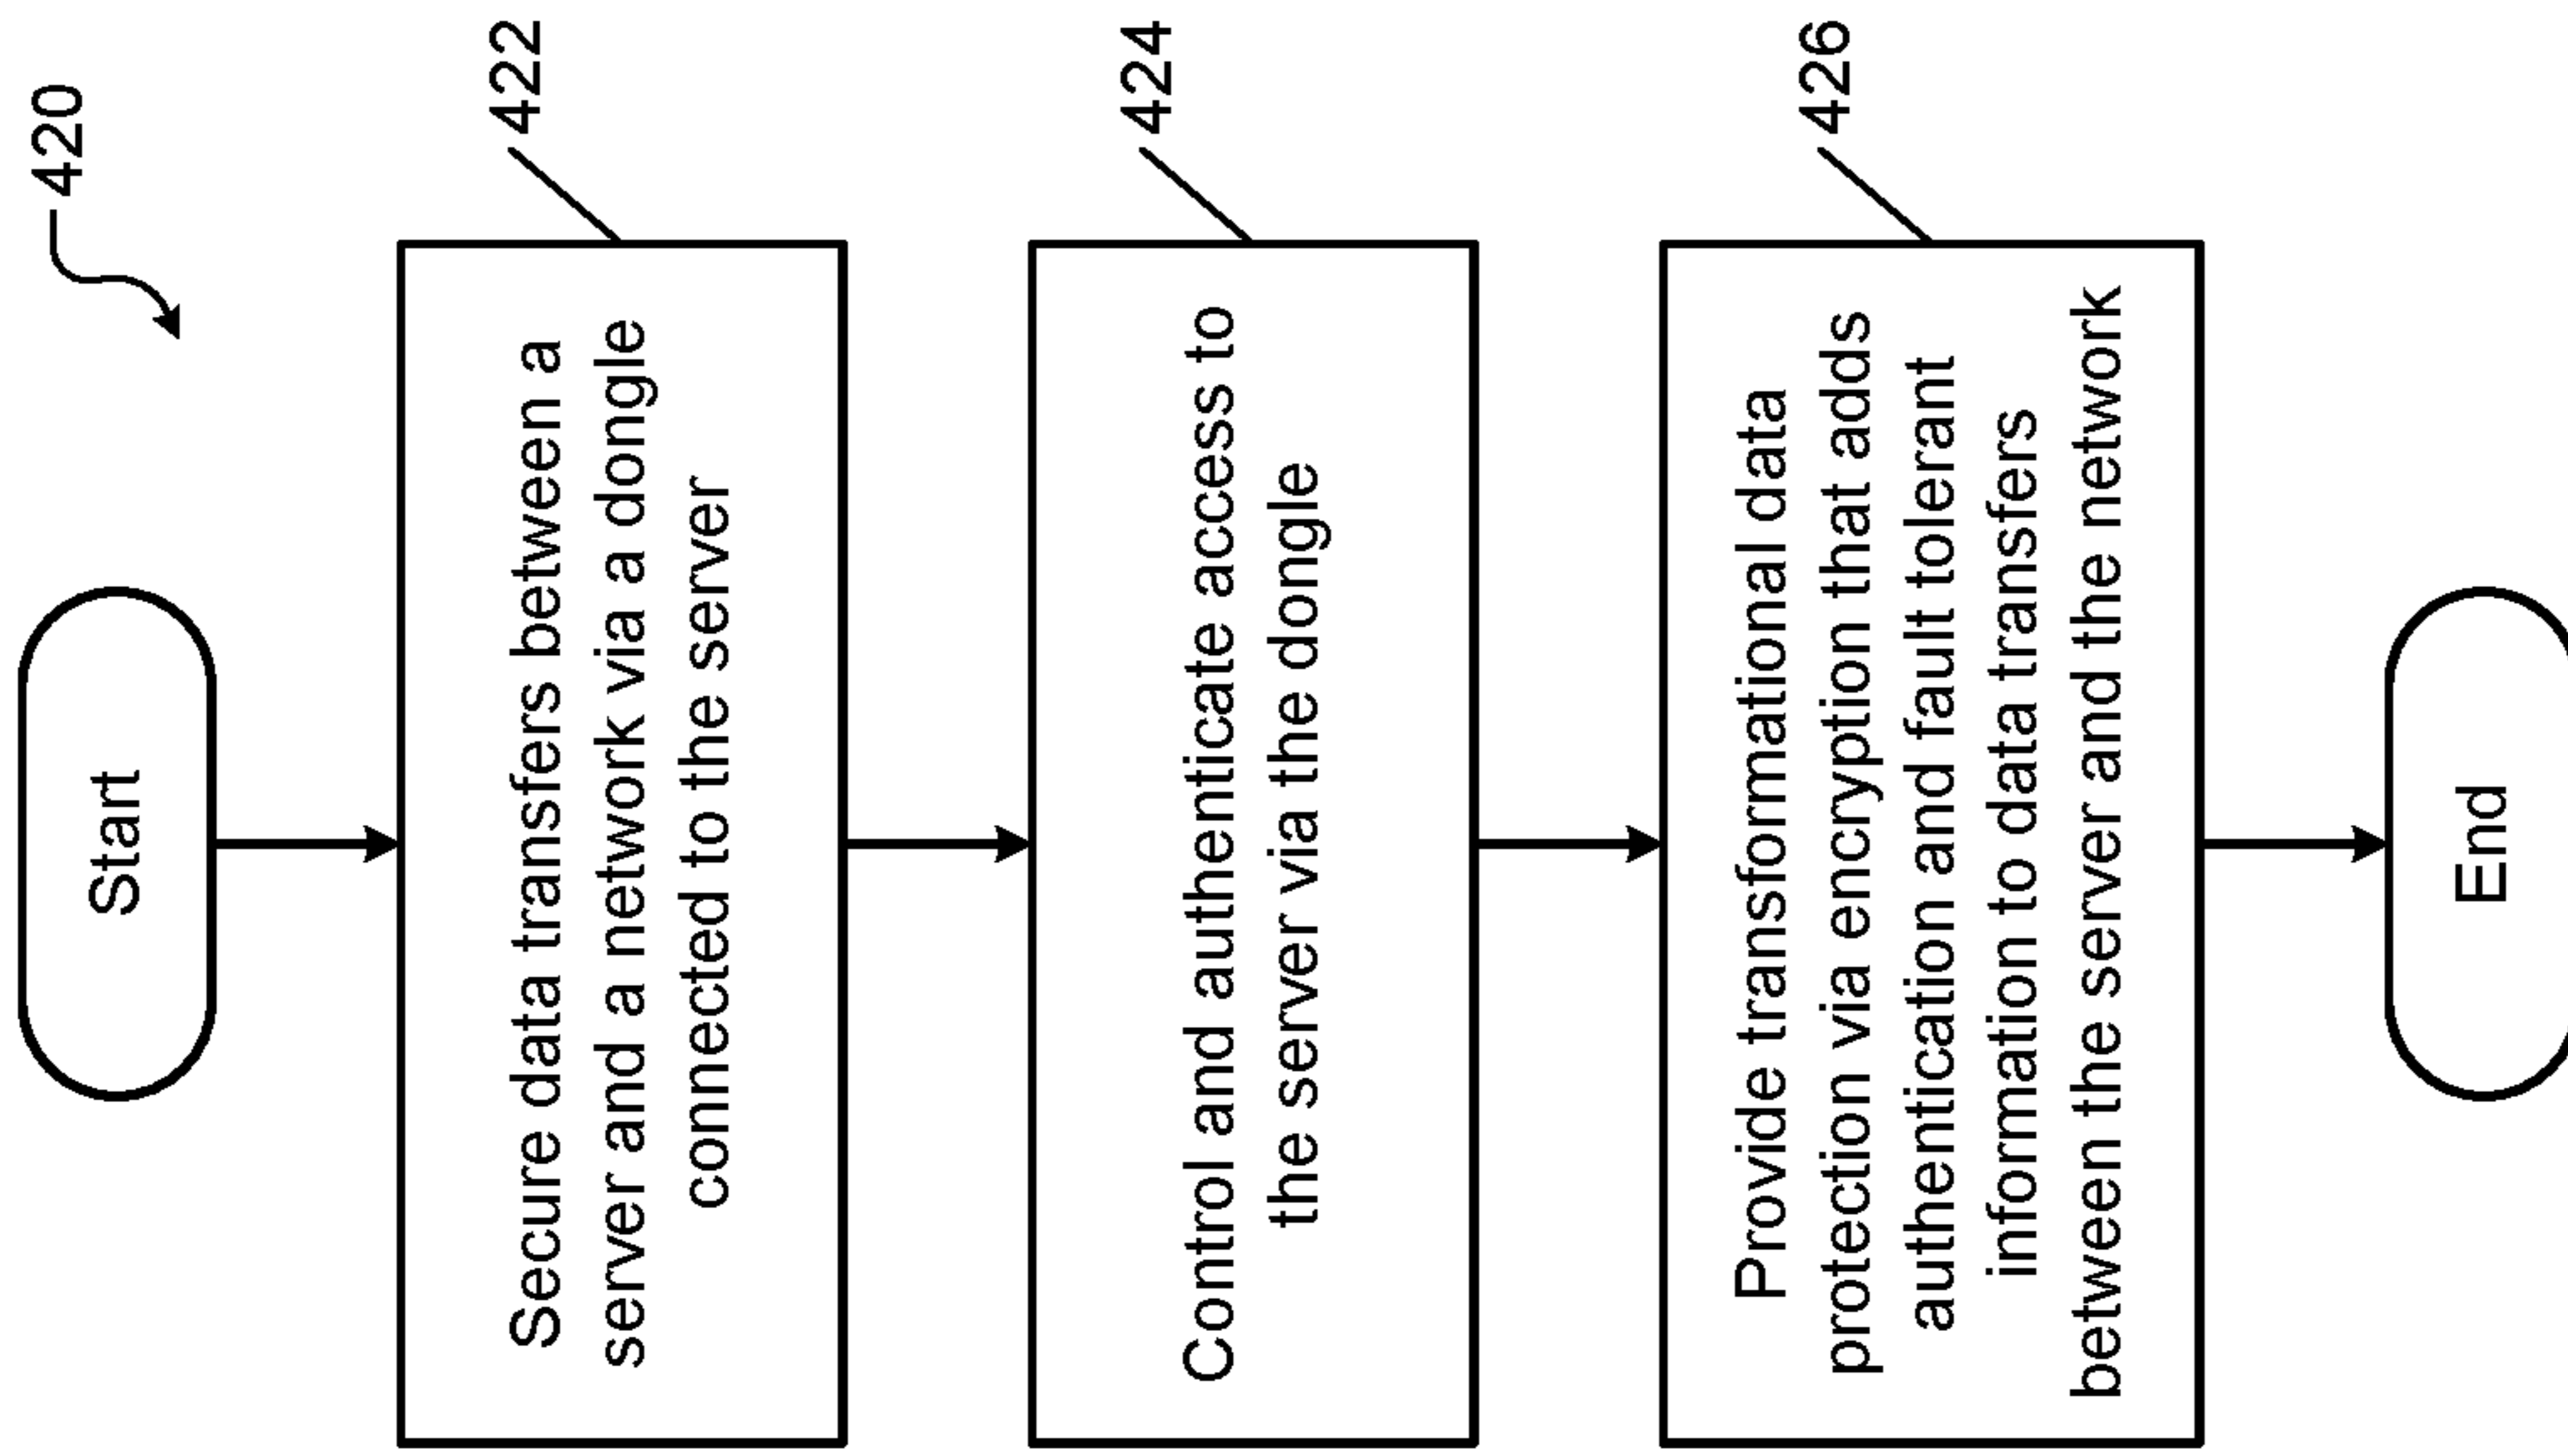 420
Start
422
Secure data transfers between a
server and a network via a dongle
connected to the server
424
Control and authenticate access to
the server via the dongle
426
Provide transformational data
protection via encryption that adds
authentication and fault tolerant
information to data transfers
between the server and the network
End